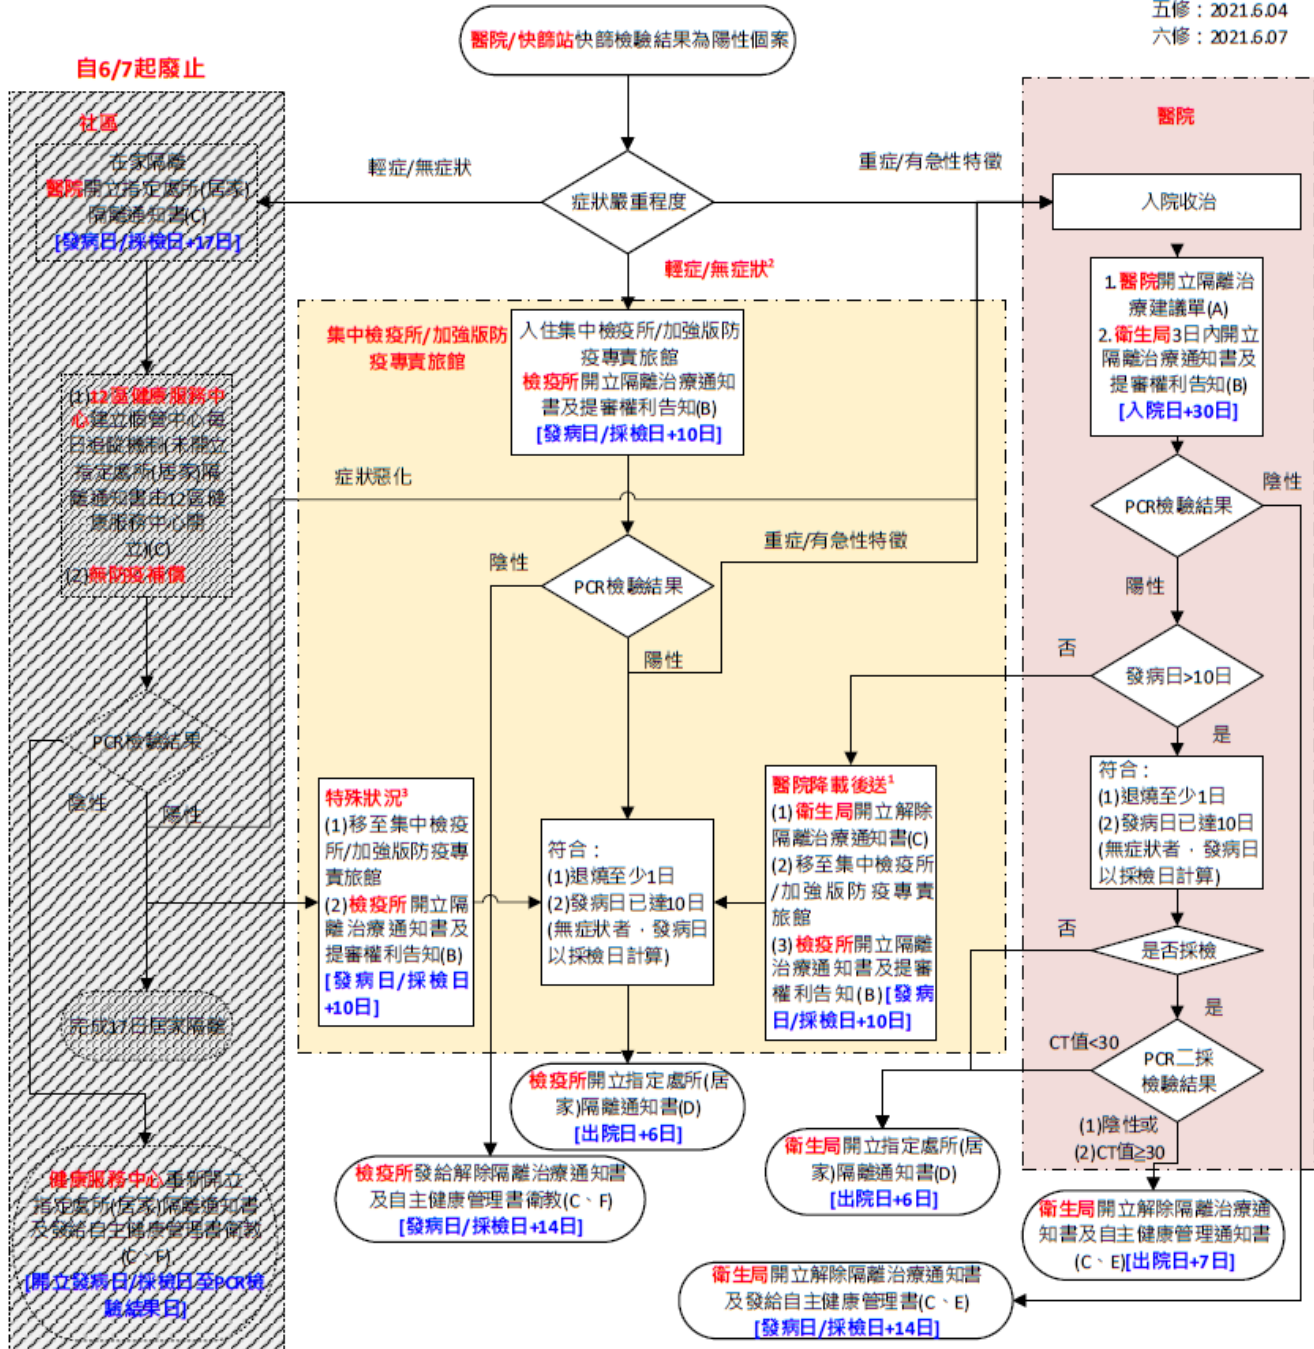 五修：2021.6.04
六修：2021.6.07
醫院/快篩站快篩檢驗結果為陽性個案
自6/7起廢止
社區
在家隔離
醫院開立指定處所(居家)
隔離通知書(C)
[發病日/採檢日+17日]
輕症/無症狀
症狀嚴重程度
重症/有急性特徵
醫院
入院收治
輕症/無症狀²
1.醫院開立隔離治
療建議單(A)
2.衛生局3日內開立
隔離治療通知書及
提審權利告知(B)
[入院日+30日]
集中檢疫所/加強版防
疫專責旅館
入住集中檢疫所/加強版防
疫專責旅館
檢疫所開立隔離治療通知
書及提審權利告知(B)
[發病日/採檢日+10日]
(1)12區健康服務中
心建立個管中心每
日追蹤機制(未開立
指定處所(居家)隔
離通知書由12區健
康服務中心開
立)(C)
(2)無防疫補償
症狀惡化
PCR檢驗結果
陰性
陽性
重症/有急性特徵
陰性
PCR檢驗結果
陽性
否
發病日>10日
是
PCR檢驗結果
陰性
陽性
特殊狀況³
(1)移至集中檢疫
所/加強版防疫專
責旅館
(2)檢疫所開立隔
離治療通知書及
提審權利告知(B)
[發病日/採檢日
+10日]
符合：
(1)退燒至少1日
(2)發病日已達10日
(無症狀者，發病日
以採檢日計算)
醫院降載後送¹
(1)衛生局開立解除
隔離治療通知書(C)
(2)移至集中檢疫所
/加強版防疫專責
旅館
(3)檢疫所開立隔離
治療通知書及提審
權利告知(B)[發病
日/採檢日+10日]
符合：
(1)退燒至少1日
(2)發病日已達10日
(無症狀者，發病日
以採檢日計算)
否
是否採檢
是
完成17日居家隔離
CT值<30
PCR二採
檢驗結果
(1)陰性或
(2)CT值≧30
檢疫所開立指定處所(居
家)隔離通知書(D)
[出院日+6日]
衛生局開立指定處所(居
家)隔離通知書(D)
[出院日+6日]
檢疫所發給解除隔離治療通知書
及自主健康管理書衛教(C、F)
[發病日/採檢日+14日]
健康服務中心重新開立
指定處所(居家)隔離通知書
及發給自主健康管理書衛教
(C、F)
[開立發病日/採檢日至PCR檢
驗結果日]
衛生局開立解除隔離治療通
知書及自主健康管理通知書
(C、E)[出院日+7日]
衛生局開立解除隔離治療通知書
及發給自主健康管理書(C、E)
[發病日/採檢日+14日]